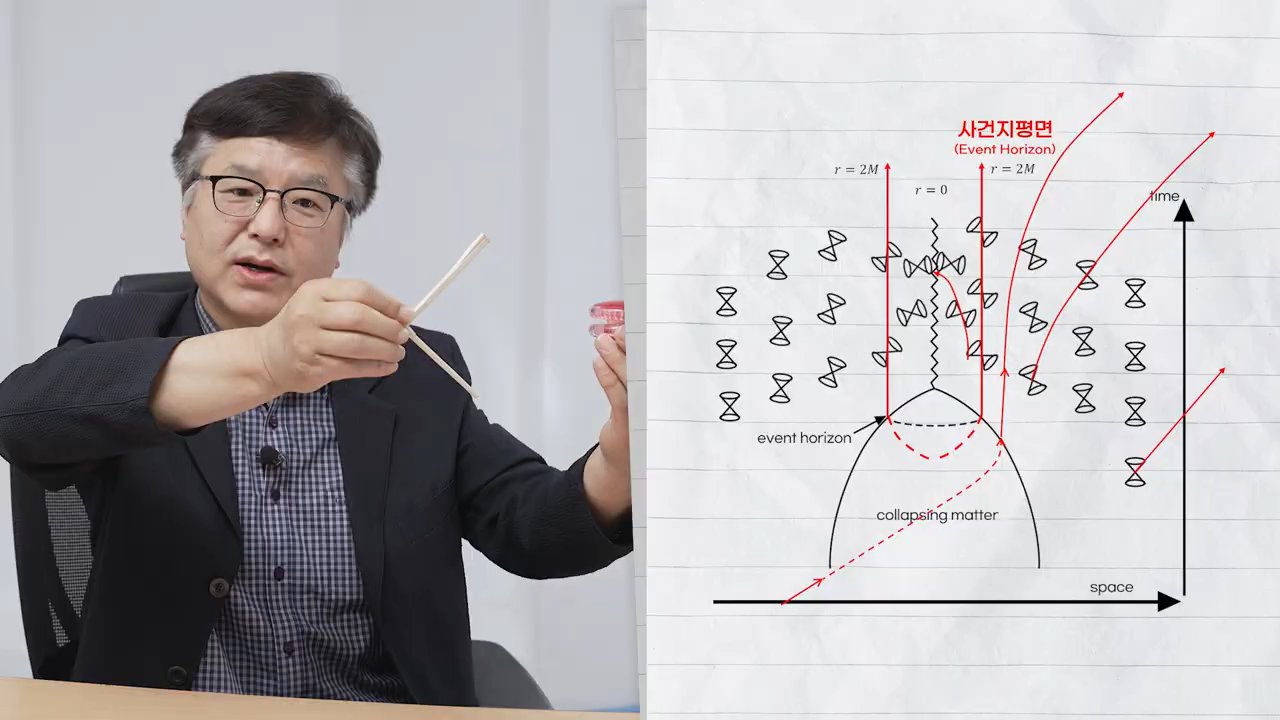 사건지평면
(Event Horizon)
r = 2M
r = 2M
r = 0
time
event horizon
collapsing matter
space